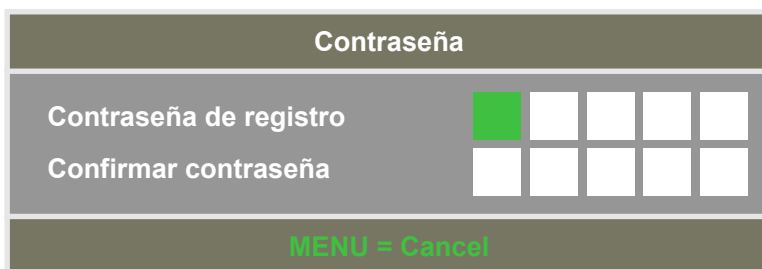 Contraseña
Contraseña de registro
Confirmar contraseña
MENU = Cancel